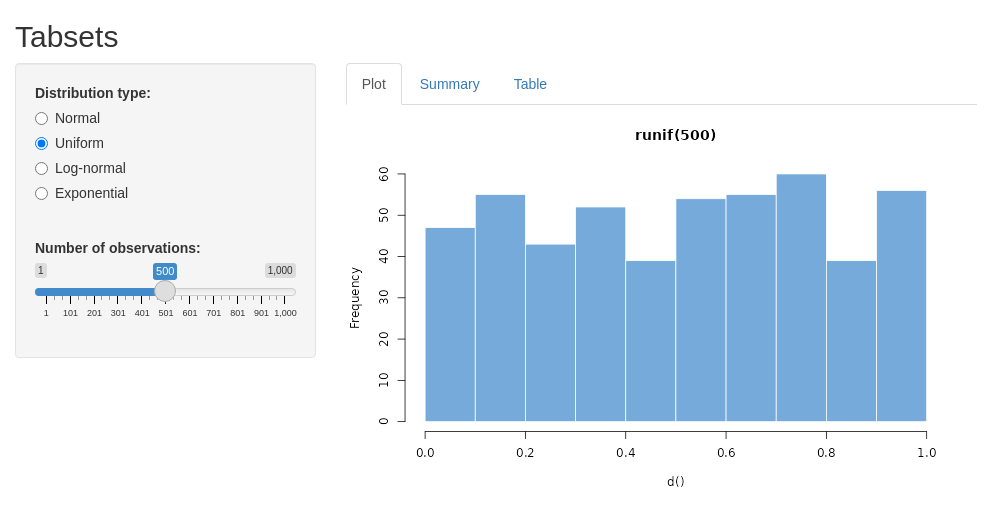 Tabsets
Distribution type:
Normal
Uniform
Log-normal
Exponential
Number of observations:
1 500 1,000
1 101 201 301 401 501 601 701 801 901 1,000
Plot Summary Table
runif(500)
Frequency
60
50
40
30
20
10
0
0.0 0.2 0.4 0.6 0.8 1.0
d()